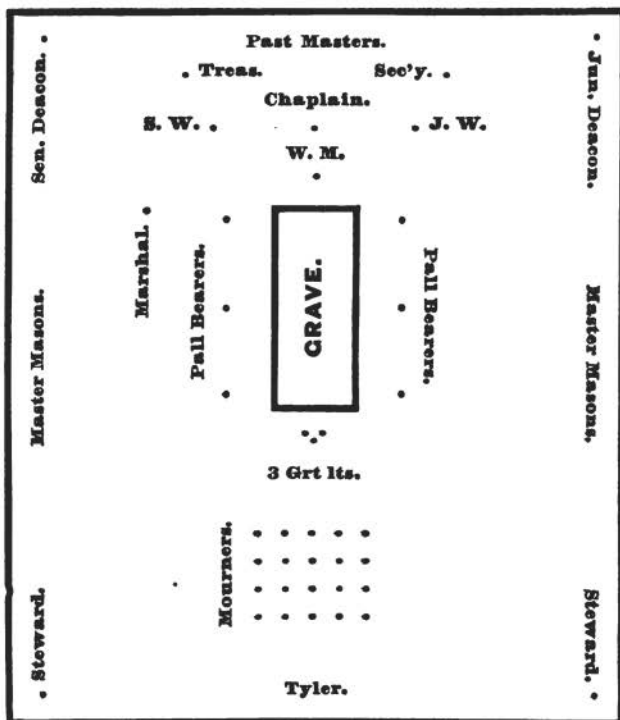 Past Masters.
Treas.
Sec'y.
Chaplain.
S. W.
J. W.
W. M.
Sen. Deacon.
Jun. Deacon.
Marshal.
Pall Bearers.
GRAVE.
Pall Bearers.
Master Masons.
Master Masons,
3 Grt lts.
Mourners.
Steward.
Steward.
Tyler.